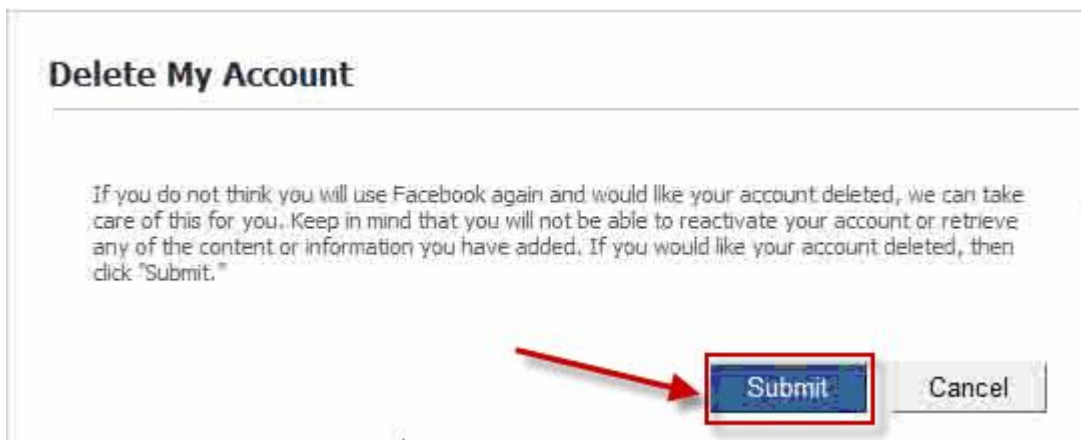 Delete My Account
If you do not think you will use Facebook again and would like your account deleted, we can take
care of this for you. Keep in mind that you will not be able to reactivate your account or retrieve
any of the content or information you have added. If you would like your account deleted, then
click "Submit."
Submit Cancel